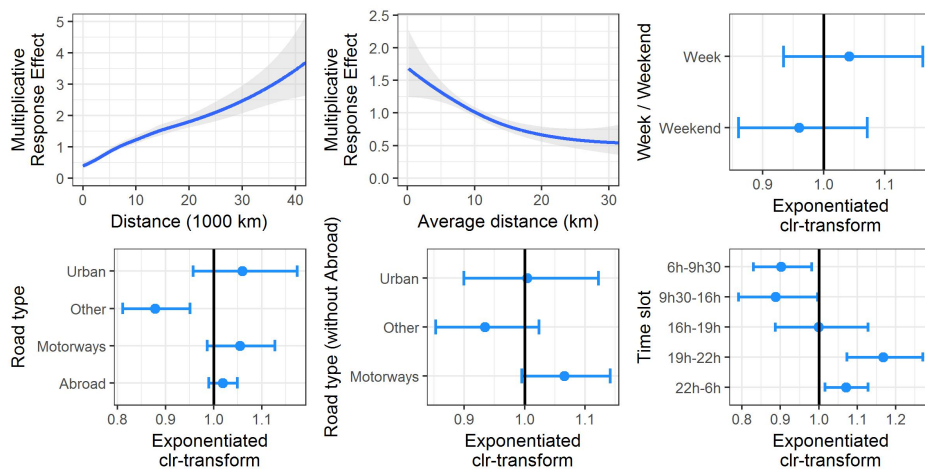 Multiplicative
Response Effect
5
4
3
2
1
0
0 10 20 30 40
Distance (1000 km)
Multiplicative
Response Effect
2.5
2.0
1.5
1.0
0.5
0.0
0 10 20 30
Average distance (km)
Week / Weekend
Week
Weekend
0.9 1.0 1.1
Exponentiated
clr-transform
Road type
Urban
Other
Motorways
Abroad
0.8 0.9 1.0 1.1
Exponentiated
clr-transform
Road type (without Abroad)
Urban
Other
Motorways
0.9 1.0 1.1
Exponentiated
clr-transform
Time slot
6h-9h30
9h30-16h
16h-19h
19h-22h
22h-6h
0.8 0.9 1.0 1.1 1.2
Exponentiated
clr-transform